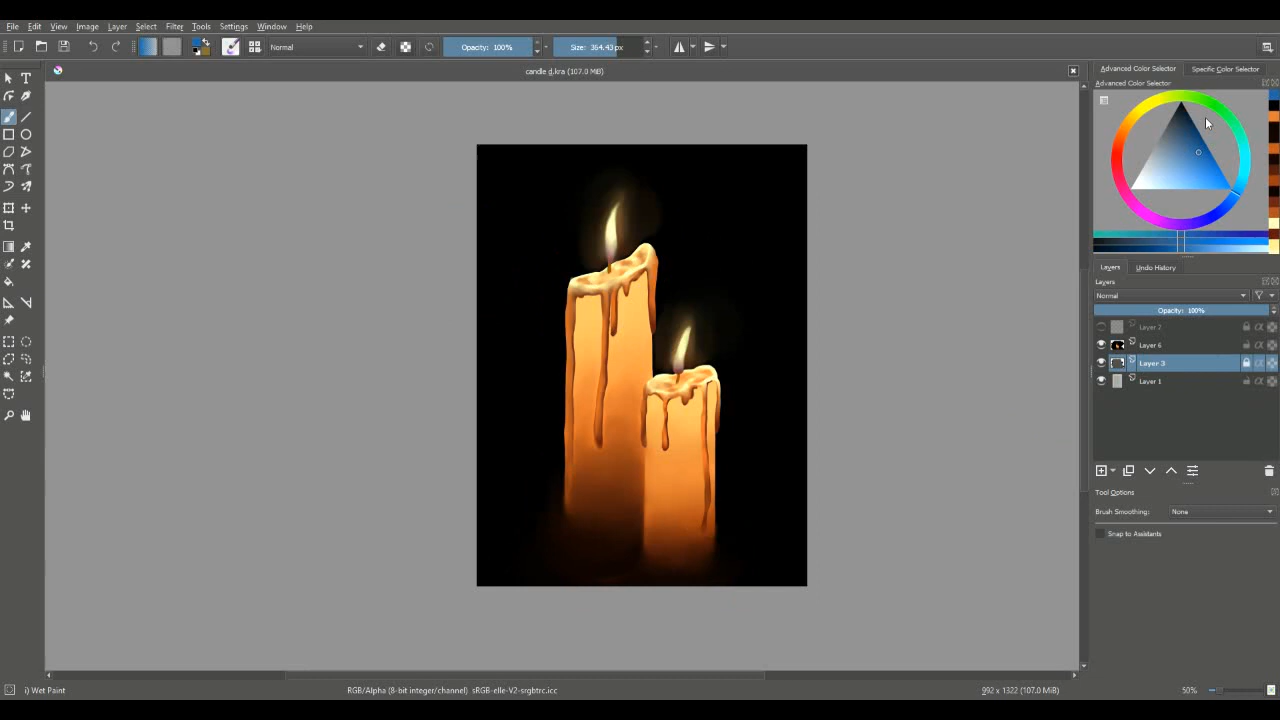 File Edit View Image Layer Select Filter Tools Settings Window Help
Normal Opacity: 100% Size: 364.43 px
candle d.kra (107.0 MiB)
Advanced Color Selector Specific Color Selector
Advanced Color Selector
Layers Undo History
Layers
Normal
Opacity: 100%
Layer 2
Layer 6
Layer 3
Layer 1
Tool Options
Brush Smoothing: None
Snap to Assistants
i) Wet Paint RGB/Alpha (8-bit integer/channel) sRGB-elle-V2-srgbtrc.icc 992 x 1322 (107.0 MiB) 50%